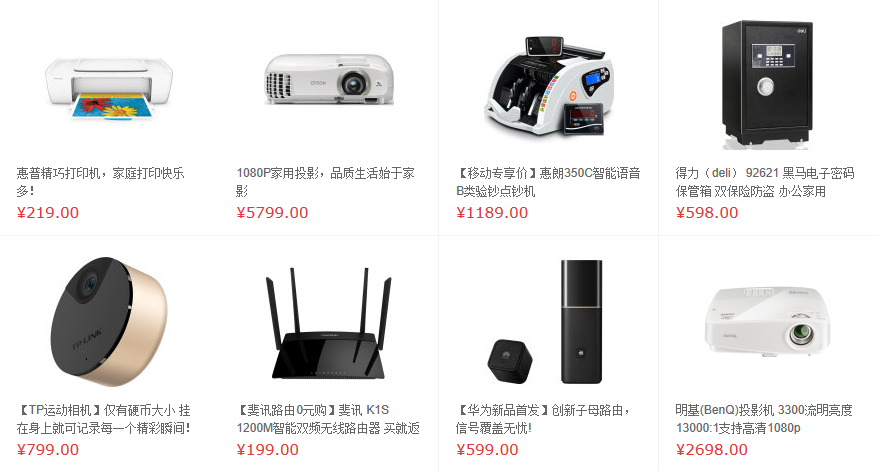 EPSON
deli
惠普精巧打印机，家庭打印快乐
多！
¥219.00
1080P家用投影，品质生活始于家
影
¥5799.00
【移动专享价】惠朗350C智能语音
B类验钞点钞机
¥1189.00
得力（deli） 92621 黑马电子密码
保管箱 双保险防盗 办公家用
¥598.00
TP-LINK
BenQ
【TP运动相机】仅有硬币大小 挂
在身上就可记录每一个精彩瞬间！
¥799.00
【斐讯路由0元购】斐讯 K1S
1200M智能双频无线路由器 买就返
¥199.00
【华为新品首发】创新子母路由，
信号覆盖无忧！
¥599.00
明基(BenQ)投影机 3300流明亮度
13000:1支持高清1080p
¥2698.00